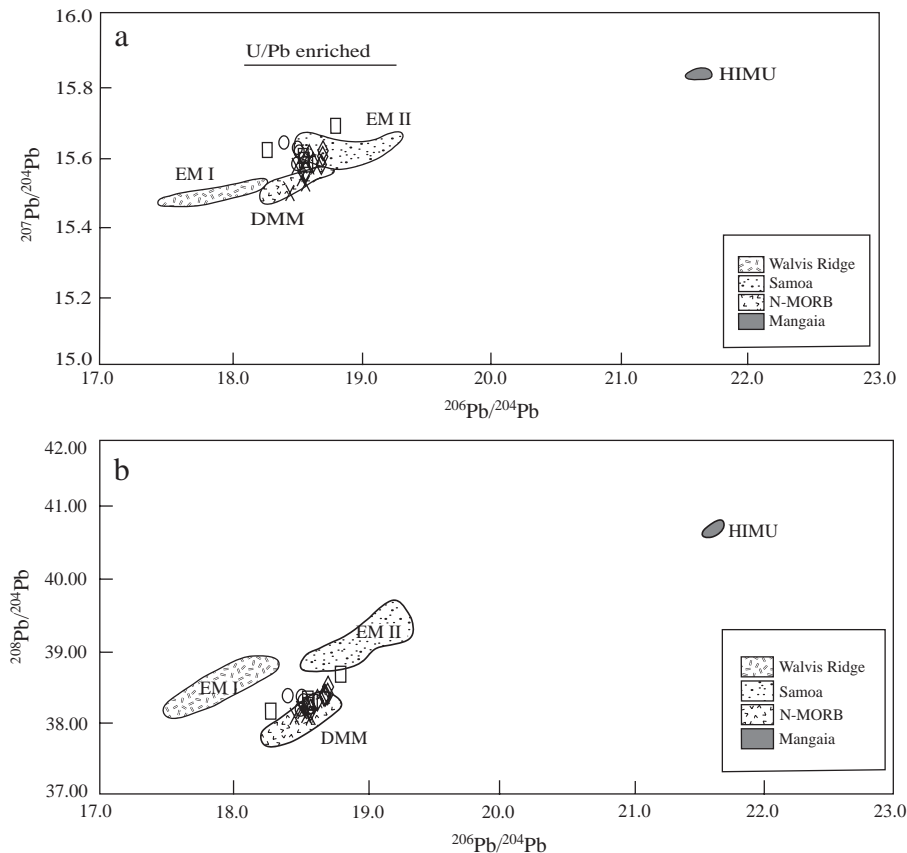 16.0
a
U/Pb enriched
15.8
HIMU
EM II
15.6
EM I
DMM
15.4
²⁰⁷Pb/²⁰⁴Pb
Walvis Ridge
Samoa
N-MORB
Mangaia
15.2
15.0
17.0 18.0 19.0 20.0 21.0 22.0 23.0
²⁰⁶Pb/²⁰⁴Pb
42.00
b
41.00
HIMU
40.00
²⁰⁸Pb/²⁰⁴Pb
39.00
EM II
EM I
38.00
DMM
Walvis Ridge
Samoa
N-MORB
Mangaia
37.00
17.0 18.0 19.0 20.0 21.0 22.0 23.0
²⁰⁶Pb/²⁰⁴Pb